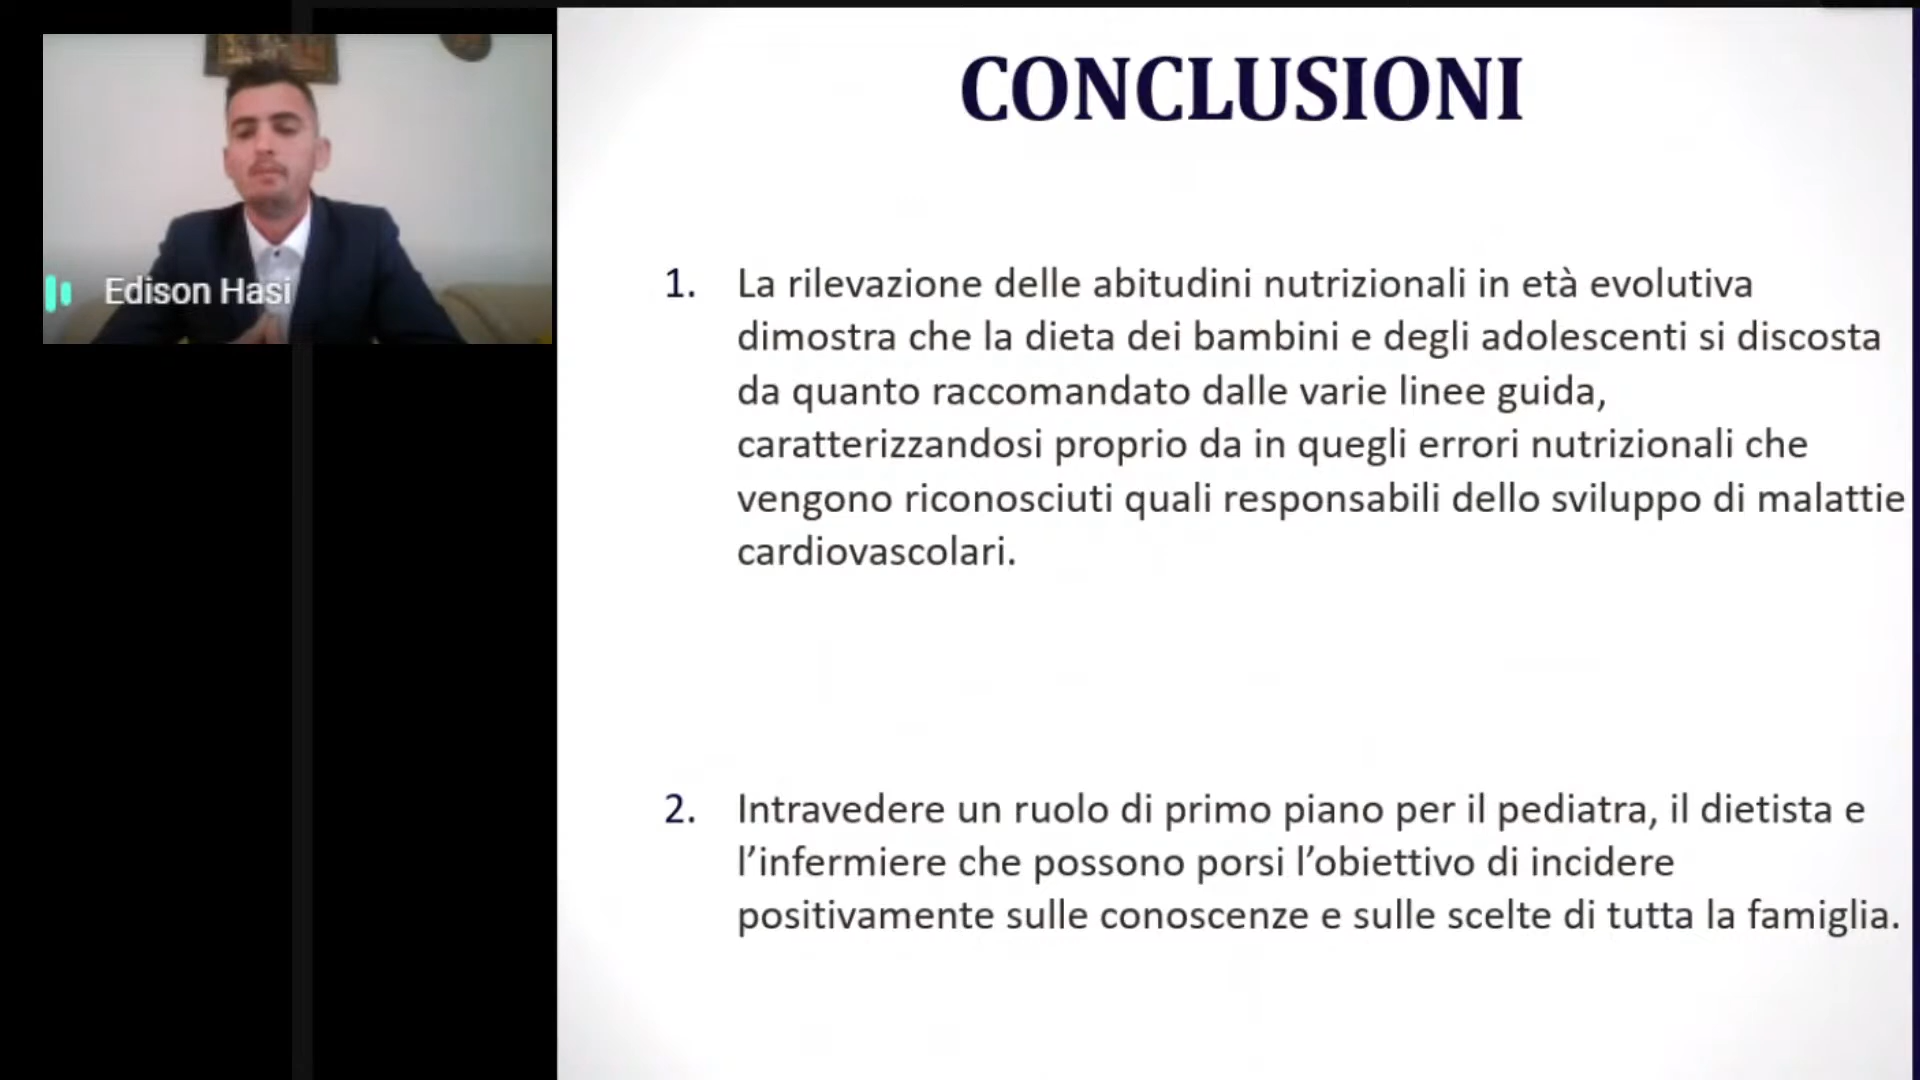 Edison Hasi
CONCLUSIONI
1. La rilevazione delle abitudini nutrizionali in età evolutiva
dimostra che la dieta dei bambini e degli adolescenti si discosta
da quanto raccomandato dalle varie linee guida,
caratterizzandosi proprio da in quegli errori nutrizionali che
vengono riconosciuti quali responsabili dello sviluppo di malattie
cardiovascolari.
2. Intravedere un ruolo di primo piano per il pediatra, il dietista e
l’infermiere che possono porsi l’obiettivo di incidere
positivamente sulle conoscenze e sulle scelte di tutta la famiglia.